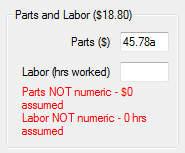 Parts and Labor ($18.80)
Parts ($) 45.78a
Labor (hrs worked)
Parts NOT numeric - $0
assumed
Labor NOT numeric - 0 hrs
assumed